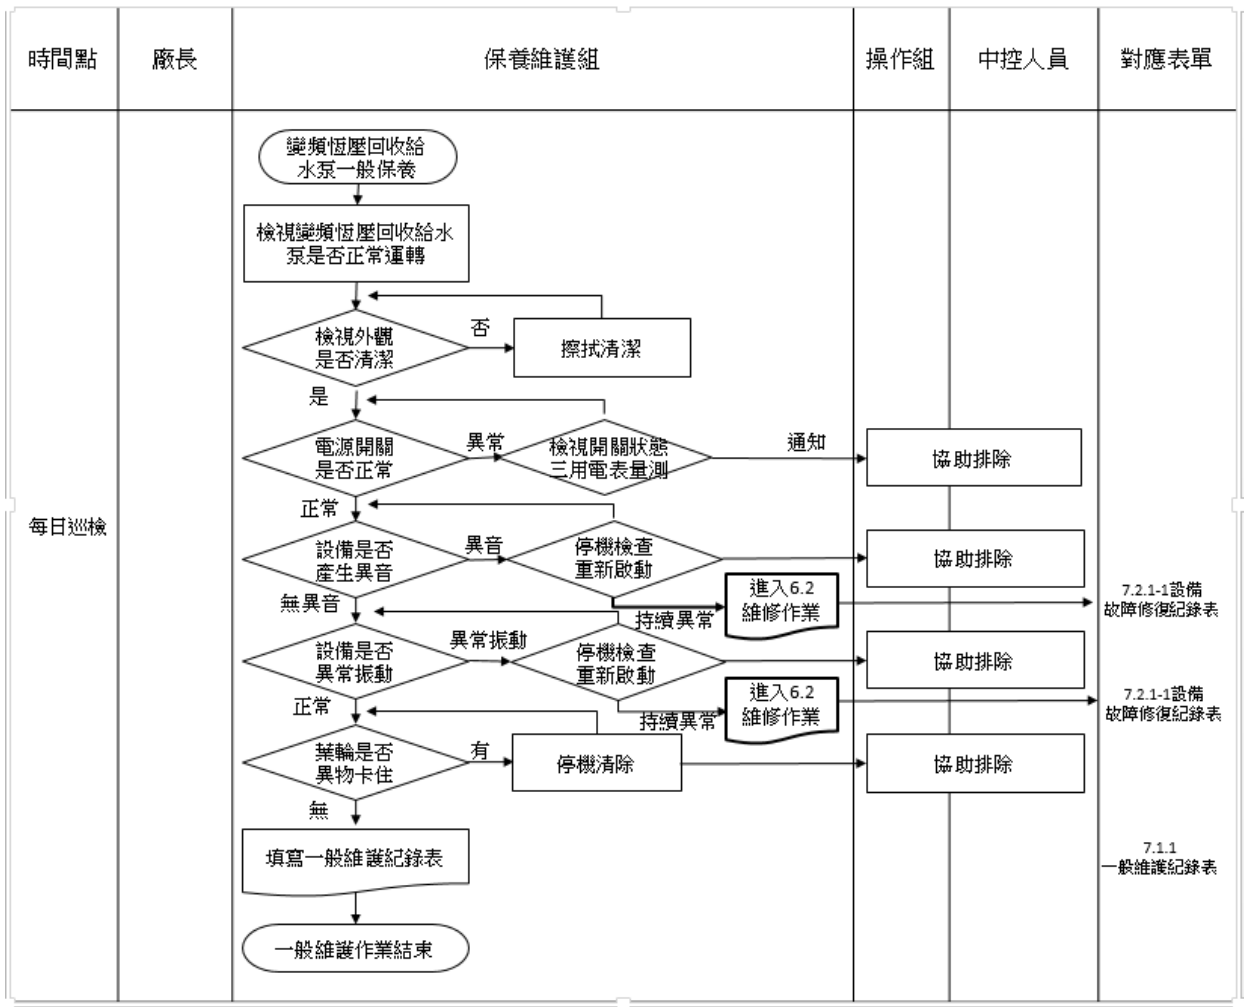 時間點
廠長
保養維護組
操作組
中控人員
對應表單
變頻恆壓回收給
水泵一般保養
檢視變頻恆壓回收給水
泵是否正常運轉
檢視外觀
是否清潔
否
擦拭清潔
是
電源開關
是否正常
異常
檢視開關狀態
三用電表量測
通知
協助排除
正常
每日巡檢
設備是否
產生異音
異音
停機檢查
重新啟動
協助排除
無異音
持續異常
進入6.2
維修作業
7.2.1-1設備
故障修復紀錄表
設備是否
異常振動
異常振動
停機檢查
重新啟動
協助排除
正常
持續異常
進入6.2
維修作業
7.2.1-1設備
故障修復紀錄表
葉輪是否
異物卡住
有
停機清除
協助排除
無
填寫一般維護紀錄表
7.1.1
一般維護紀錄表
一般維護作業結束